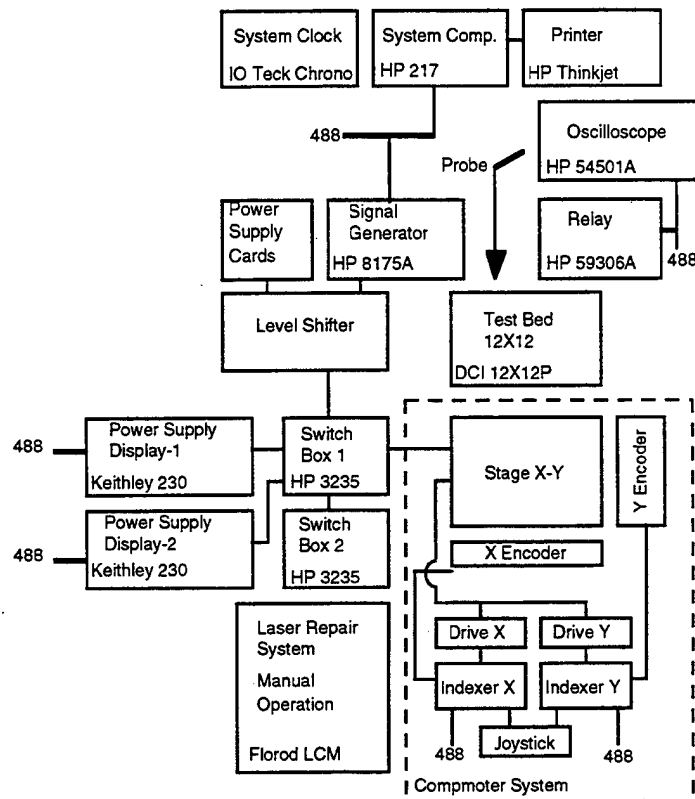 System Clock
IO Teck Chrono
System Comp.
HP 217
Printer
HP Thinkjet
488
Oscilloscope
HP 54501A
Probe
Power
Supply
Cards
Signal
Generator
HP 8175A
Relay
HP 59306A
488
Level Shifter
Test Bed
12X12
DCI 12X12P
488
Power Supply
Display-1
Keithley 230
Switch
Box 1
HP 3235
Stage X-Y
Y Encoder
488
Power Supply
Display-2
Keithley 230
Switch
Box 2
HP 3235
X Encoder
Laser Repair
System
Manual
Operation
Florod LCM
Drive X
Drive Y
Indexer X
Indexer Y
488
Joystick
488
Compmoter System